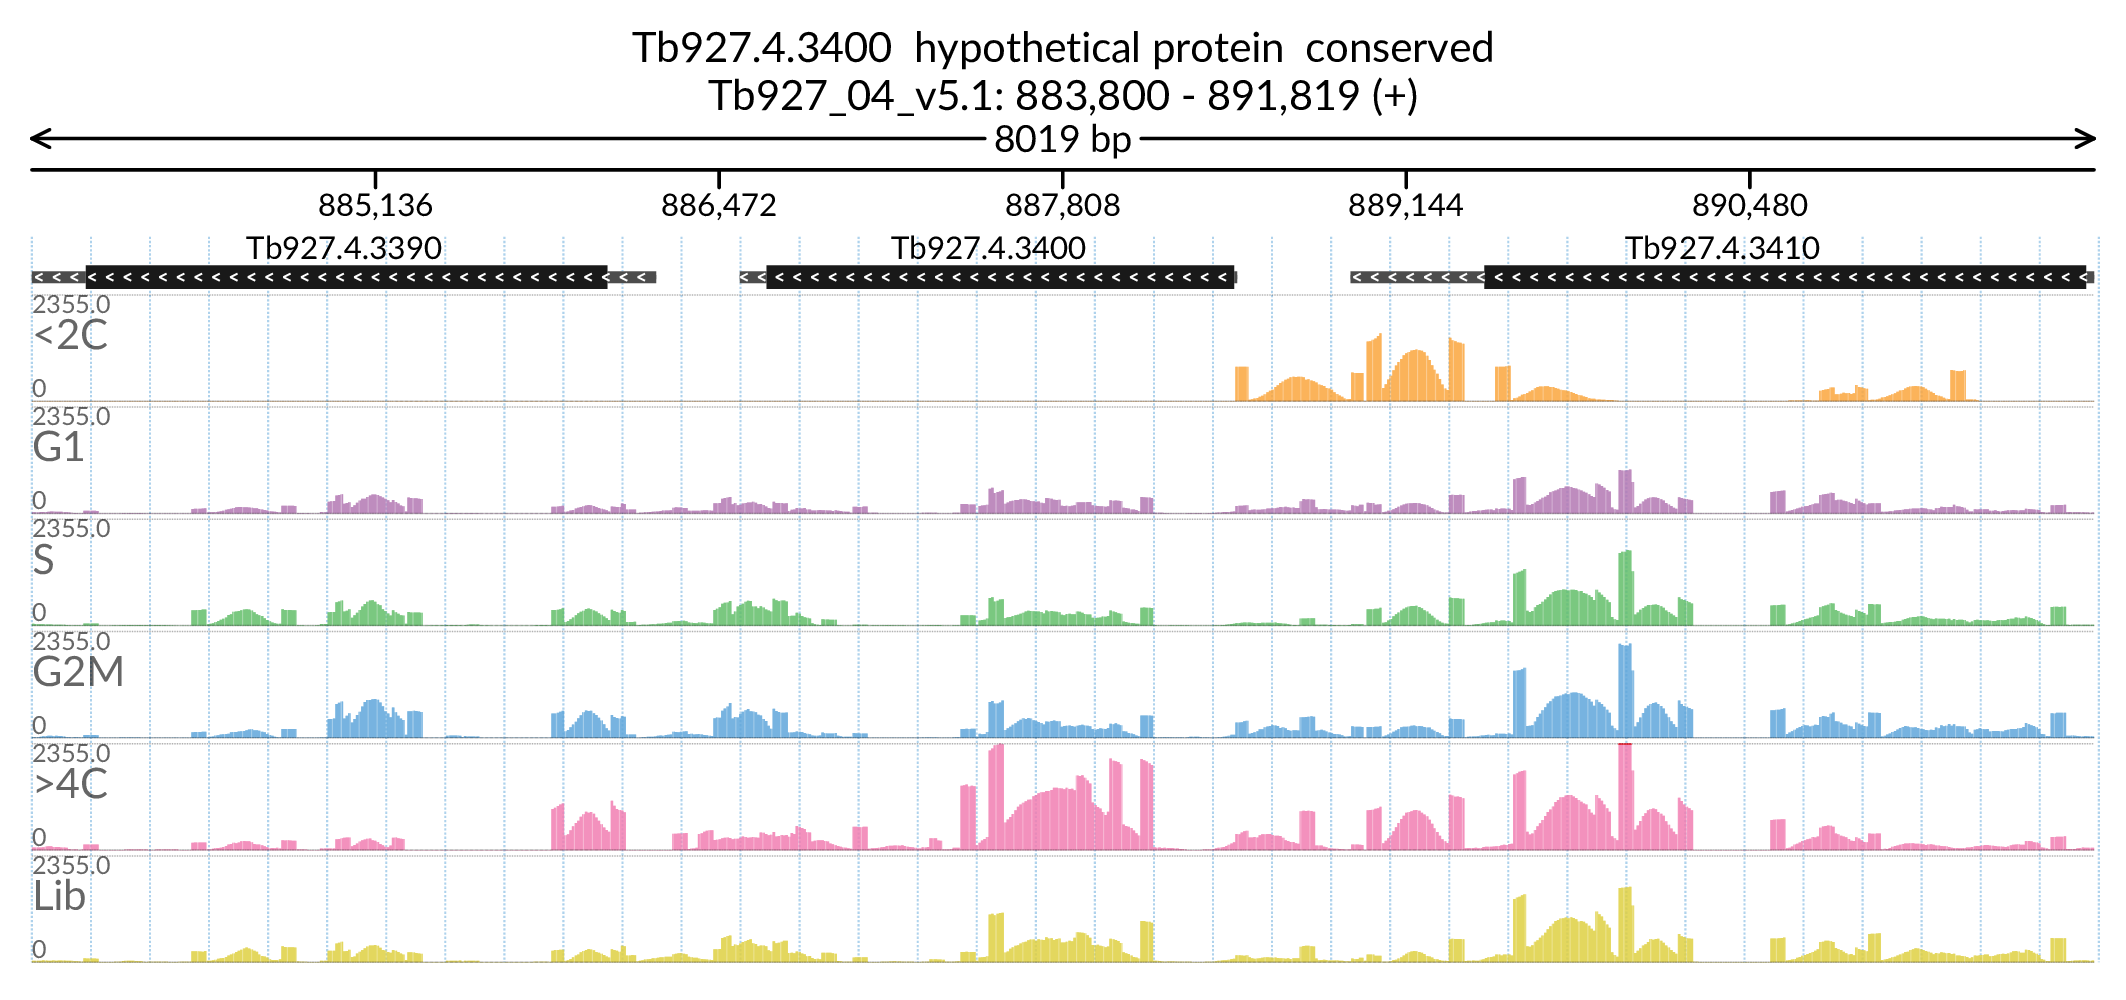 Tb927.4.3400  hypothetical protein  conserved
Tb927_04_v5.1: 883,800 - 891,819 (+)
8019 bp
885,136 886,472 887,808 889,144 890,480
Tb927.4.3390 Tb927.4.3400 Tb927.4.3410
2355.0
<2C
0
2355.0
G1
0
2355.0
S
0
2355.0
G2M
0
2355.0
>4C
0
2355.0
Lib
0